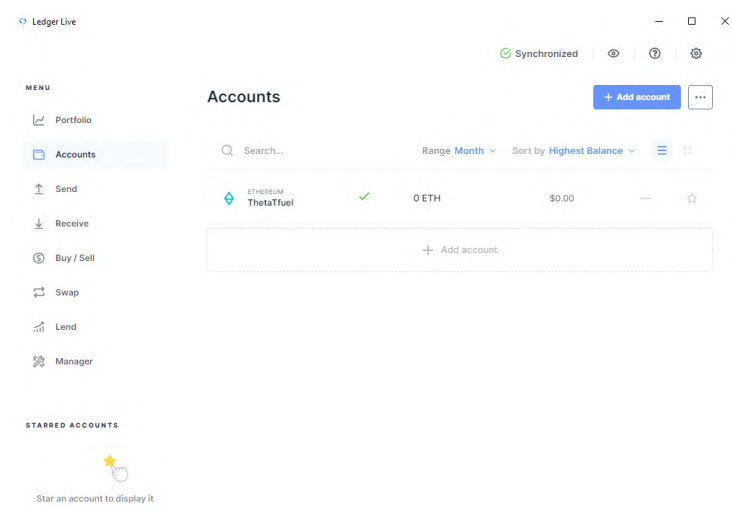 Ledger Live
Synchronized
MENU
Accounts
+ Add account
Portfolio
Accounts
Search...
Range Month
Sort by Highest Balance
Send
ETHEREUM
ThetaTfuel
0 ETH
$0.00
Receive
+ Add account
Buy / Sell
Swap
Lend
Manager
STARRED ACCOUNTS
Star an account to display it